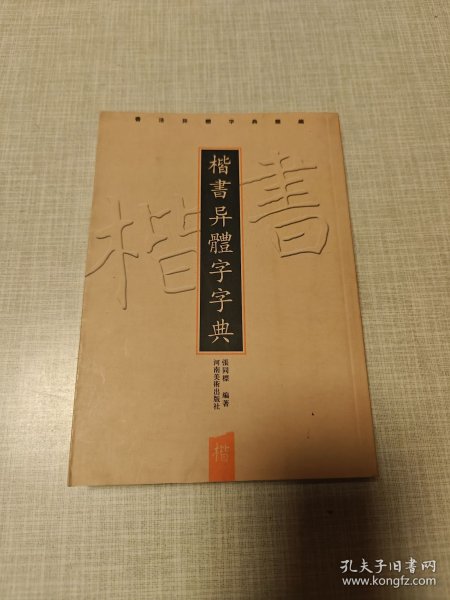 書法異體字典叢編
楷書
楷書异體字字典
張同標 編著
河南美術出版社
楷
孔夫子旧书网
www.kongfz.com